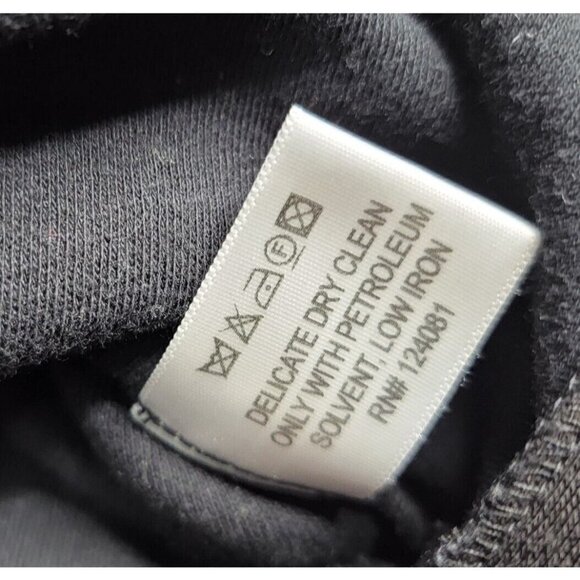 DELICATE DRY CLEAN
ONLY WITH PETROLEUM
SOLVENT, LOW IRON
RN# 124081